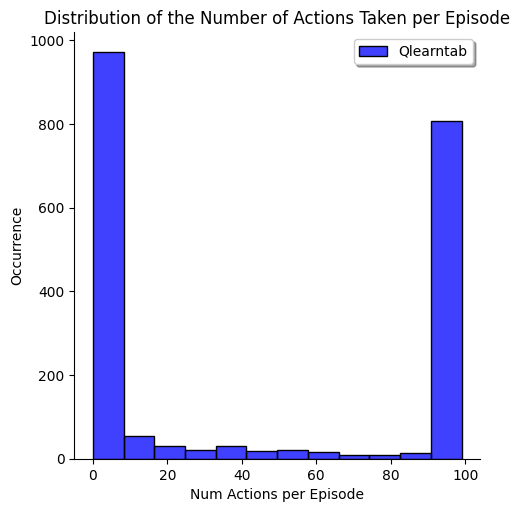 Distribution of the Number of Actions Taken per Episode
Qlearntab
1000
800
600
400
200
0
Occurrence
0 20 40 60 80 100
Num Actions per Episode